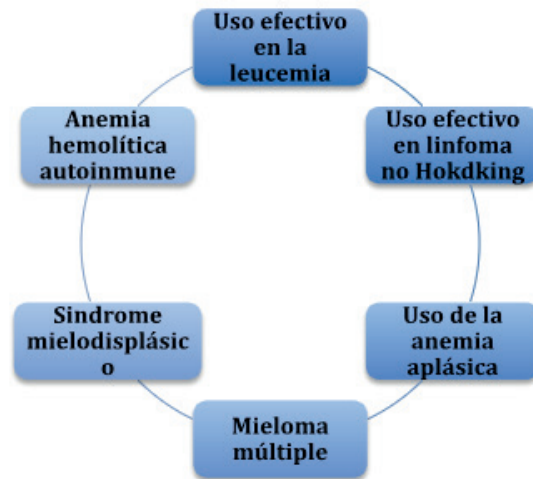 Uso efectivo
en la
leucemia
Uso efectivo
en linfoma
no Hokdking
Uso de la
anemia
aplásica
Mieloma
múltiple
Sindrome
mielodisplásic
o
Anemia
hemolítica
autoinmune